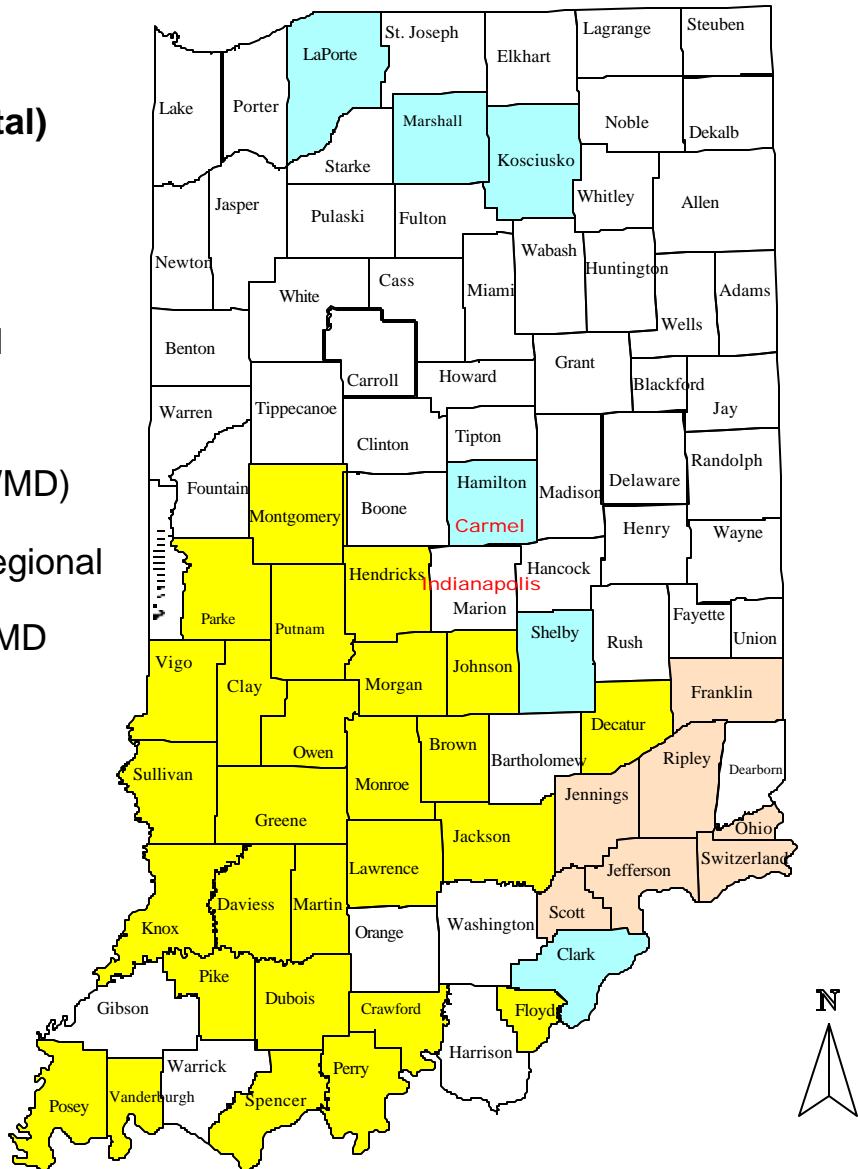 tal)
MD)
egional
MD
LaPorte
St. Joseph
Elkhart
Lagrange
Steuben
Lake
Porter
Marshall
Kosciusko
Noble
Dekalb
Starke
Whitley
Allen
Jasper
Pulaski
Fulton
Newton
Wabash
Huntington
White
Cass
Miami
Wells
Adams
Benton
Carroll
Howard
Grant
Blackford
Jay
Warren
Tippecanoe
Clinton
Tipton
Fountain
Montgomery
Boone
Hamilton
Carmel
Madison
Delaware
Randolph
Henry
Wayne
Parke
Putnam
Hendricks
Indianapolis
Marion
Hancock
Shelby
Rush
Fayette
Union
Vigo
Clay
Morgan
Johnson
Franklin
Owen
Brown
Bartholomew
Decatur
Ripley
Dearborn
Sullivan
Monroe
Jennings
Greene
Jackson
Ohio
Lawrence
Jefferson
Switzerland
Knox
Daviess
Martin
Orange
Washington
Scott
Clark
Gibson
Pike
Dubois
Crawford
Floyd
Harrison
N
Posey
Vanderburgh
Warrick
Spencer
Perry